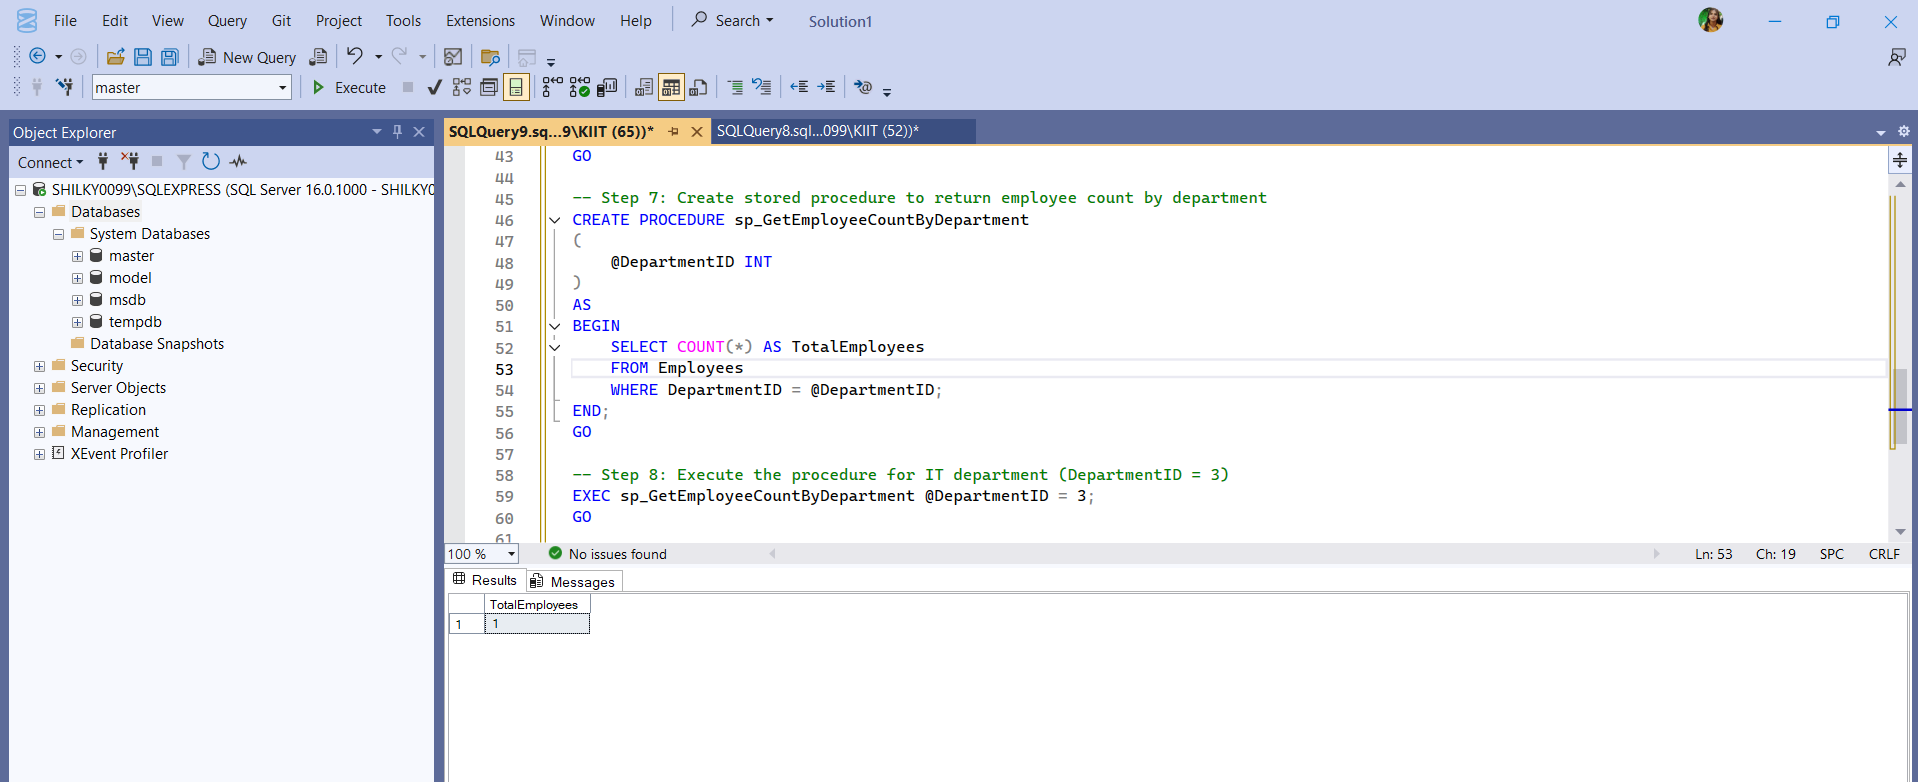 File Edit View Query Git Project Tools Extensions Window Help Search Solution1
New Query
master Execute
Object Explorer
Connect
SHILKY0099\SQLEXPRESS (SQL Server 16.0.1000 - SHILKY0
Databases
System Databases
master
model
msdb
tempdb
Database Snapshots
Security
Server Objects
Replication
Management
XEvent Profiler
SQLQuery9.sq...9\KIIT (65))* SQLQuery8.sql...099\KIIT (52))*
43 GO
44
45 -- Step 7: Create stored procedure to return employee count by department
46 CREATE PROCEDURE sp_GetEmployeeCountByDepartment
47 (
48 @DepartmentID INT
49 )
50 AS
51 BEGIN
52 SELECT COUNT(*) AS TotalEmployees
53 FROM Employees
54 WHERE DepartmentID = @DepartmentID;
55 END;
56 GO
57
58 -- Step 8: Execute the procedure for IT department (DepartmentID = 3)
59 EXEC sp_GetEmployeeCountByDepartment @DepartmentID = 3;
60 GO
61
100 % No issues found Ln: 53 Ch: 19 SPC CRLF
Results Messages
TotalEmployees
1 1